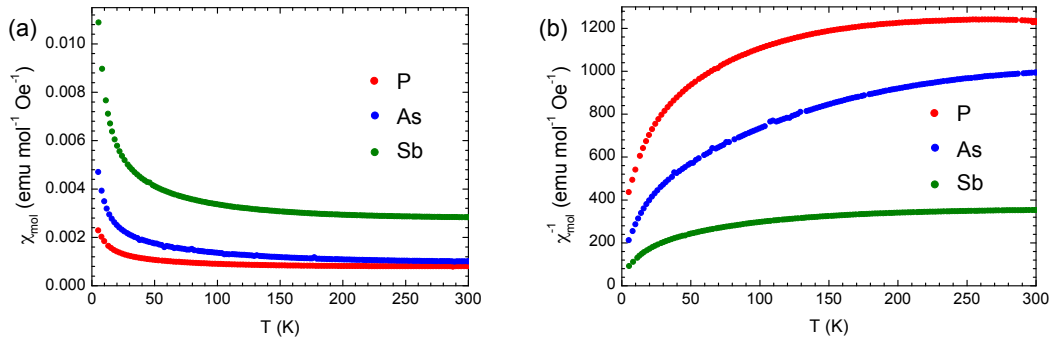 (a)
0.010
0.008
0.006
0.004
0.002
0.000
χmol (emu mol⁻¹ Oe⁻¹)
P
As
Sb
0 50 100 150 200 250 300
T (K)
(b)
1200
1000
800
600
400
200
0
χ⁻¹mol (emu mol⁻¹ Oe⁻¹)
P
As
Sb
0 50 100 150 200 250 300
T (K)